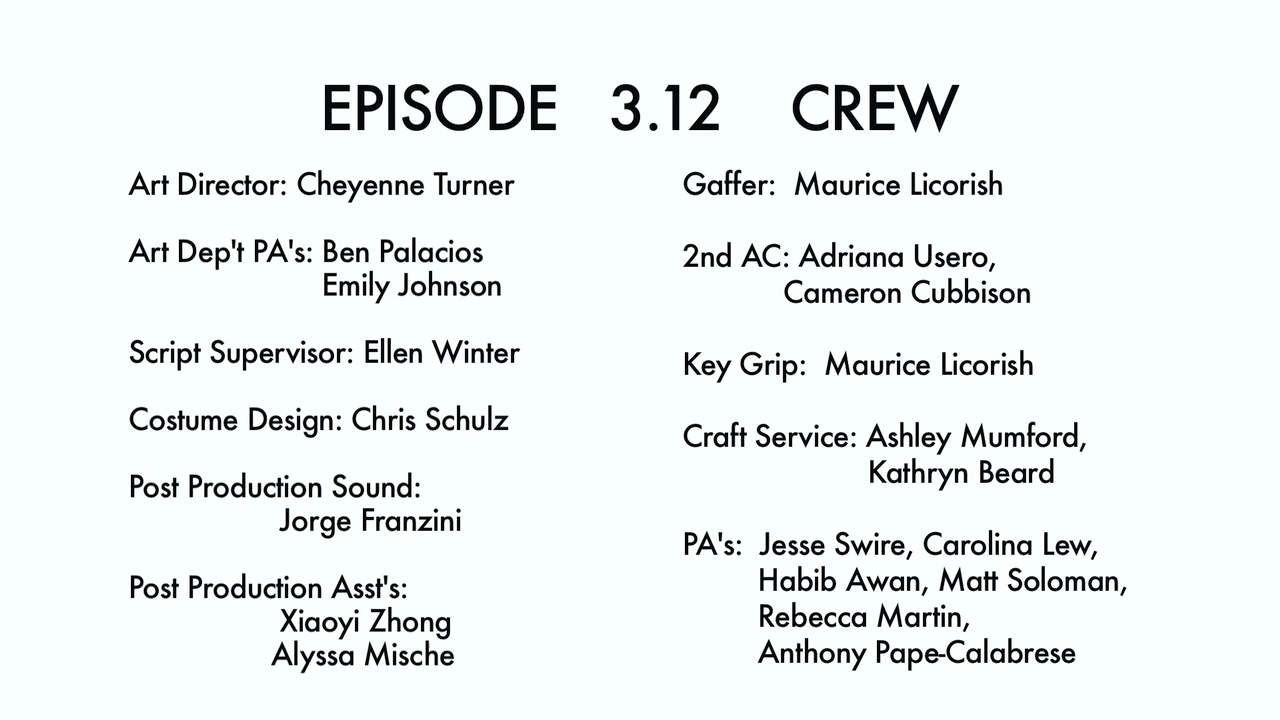 EPISODE 3.12 CREW
Art Director: Cheyenne Turner
Art Dep't PA's: Ben Palacios
Emily Johnson
Script Supervisor: Ellen Winter
Costume Design: Chris Schulz
Post Production Sound:
Jorge Franzini
Post Production Asst's:
Xiaoyi Zhong
Alyssa Mische
Gaffer: Maurice Licorish
2nd AC: Adriana Usero,
Cameron Cubbison
Key Grip: Maurice Licorish
Craft Service: Ashley Mumford,
Kathryn Beard
PA's: Jesse Swire, Carolina Lew,
Habib Awan, Matt Soloman,
Rebecca Martin,
Anthony Pape-Calabrese